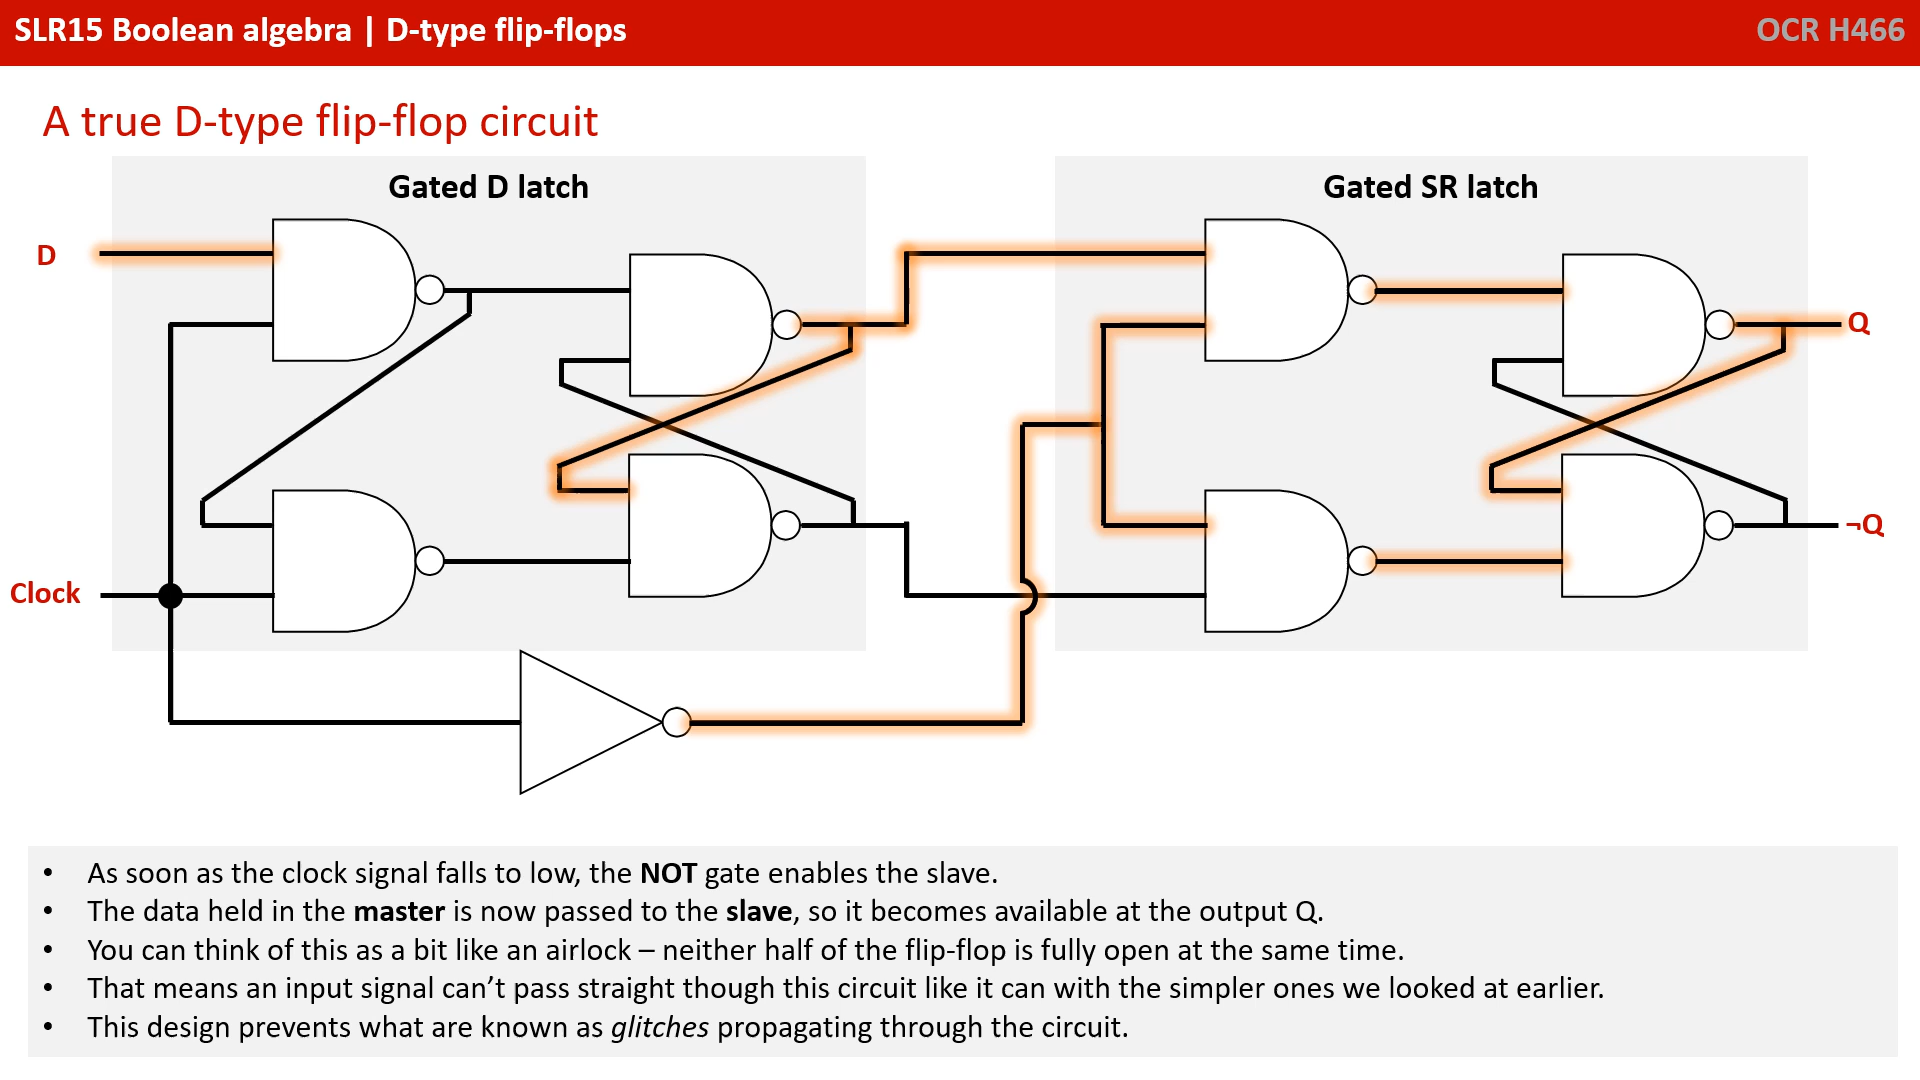 SLR15 Boolean algebra | D-type flip-flops
OCR H466
A true D-type flip-flop circuit
Gated D latch
Gated SR latch
D
Q
¬Q
Clock
• As soon as the clock signal falls to low, the NOT gate enables the slave.
• The data held in the master is now passed to the slave, so it becomes available at the output Q.
• You can think of this as a bit like an airlock – neither half of the flip-flop is fully open at the same time.
• That means an input signal can’t pass straight though this circuit like it can with the simpler ones we looked at earlier.
• This design prevents what are known as glitches propagating through the circuit.